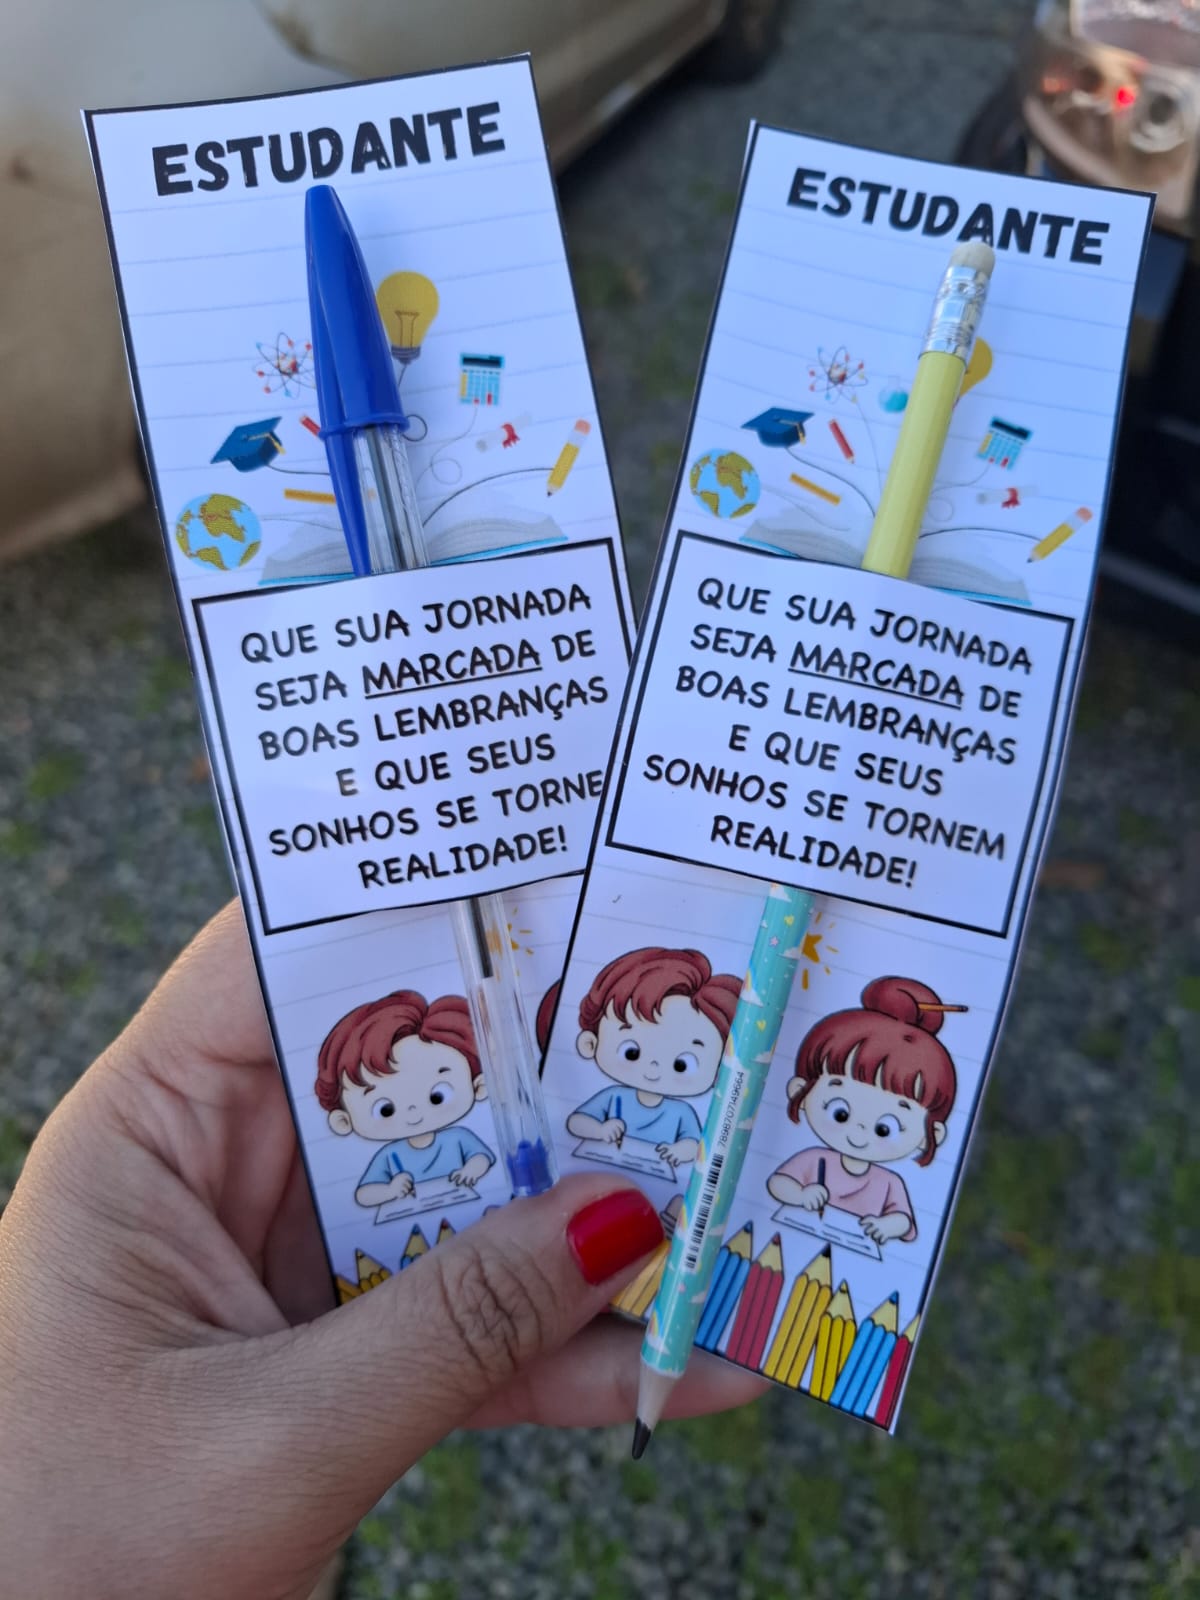 ESTUDANTE
QUE SUA JORNADA
SEJA MARCADA DE
BOAS LEMBRANÇAS
E QUE SEUS
SONHOS SE TORNE
REALIDADE!
ESTUDANTE
QUE SUA JORNADA
SEJA MARCADA DE
BOAS LEMBRANÇAS
E QUE SEUS
SONHOS SE TORNEM
REALIDADE!
7898707149664